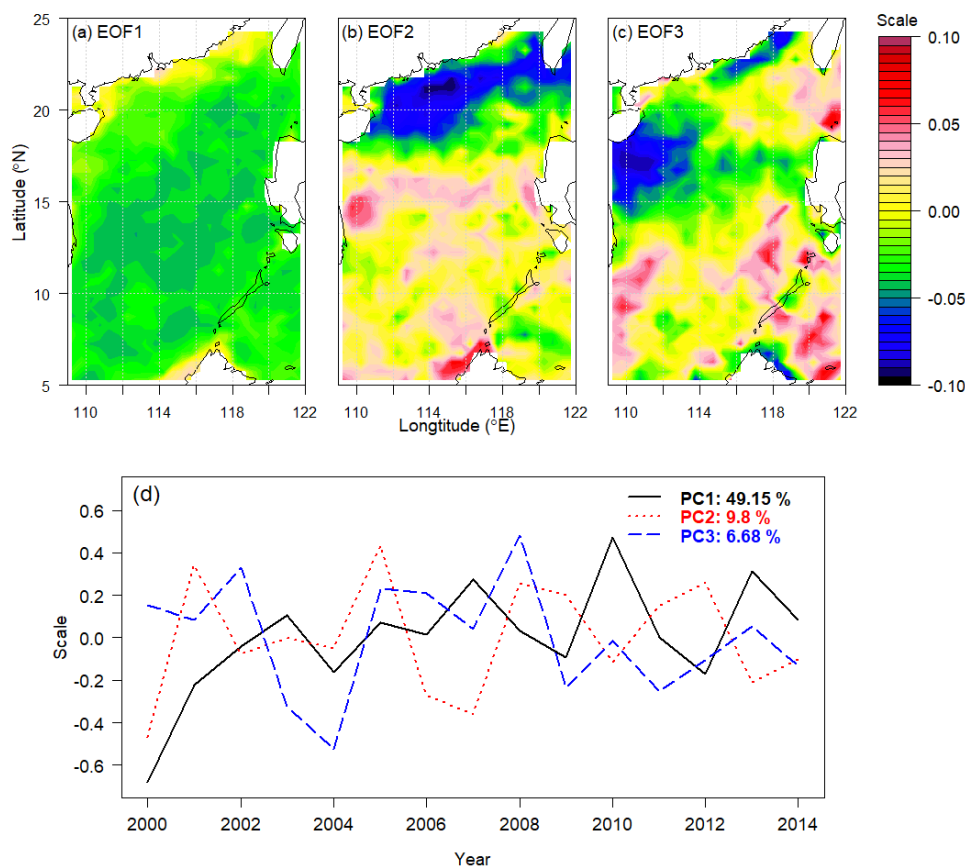 (a) EOF1
(b) EOF2
(c) EOF3
Scale
25
20
15
10
5
Latitude (°N)
110 114 118 122
110 114 118 122
110 114 118 122
Longtitude (°E)
0.10
0.05
0.00
-0.05
-0.10
(d)
PC1: 49.15 %
PC2: 9.8 %
PC3: 6.68 %
0.6
0.4
0.2
0.0
-0.2
-0.4
-0.6
Scale
2000 2002 2004 2006 2008 2010 2012 2014
Year